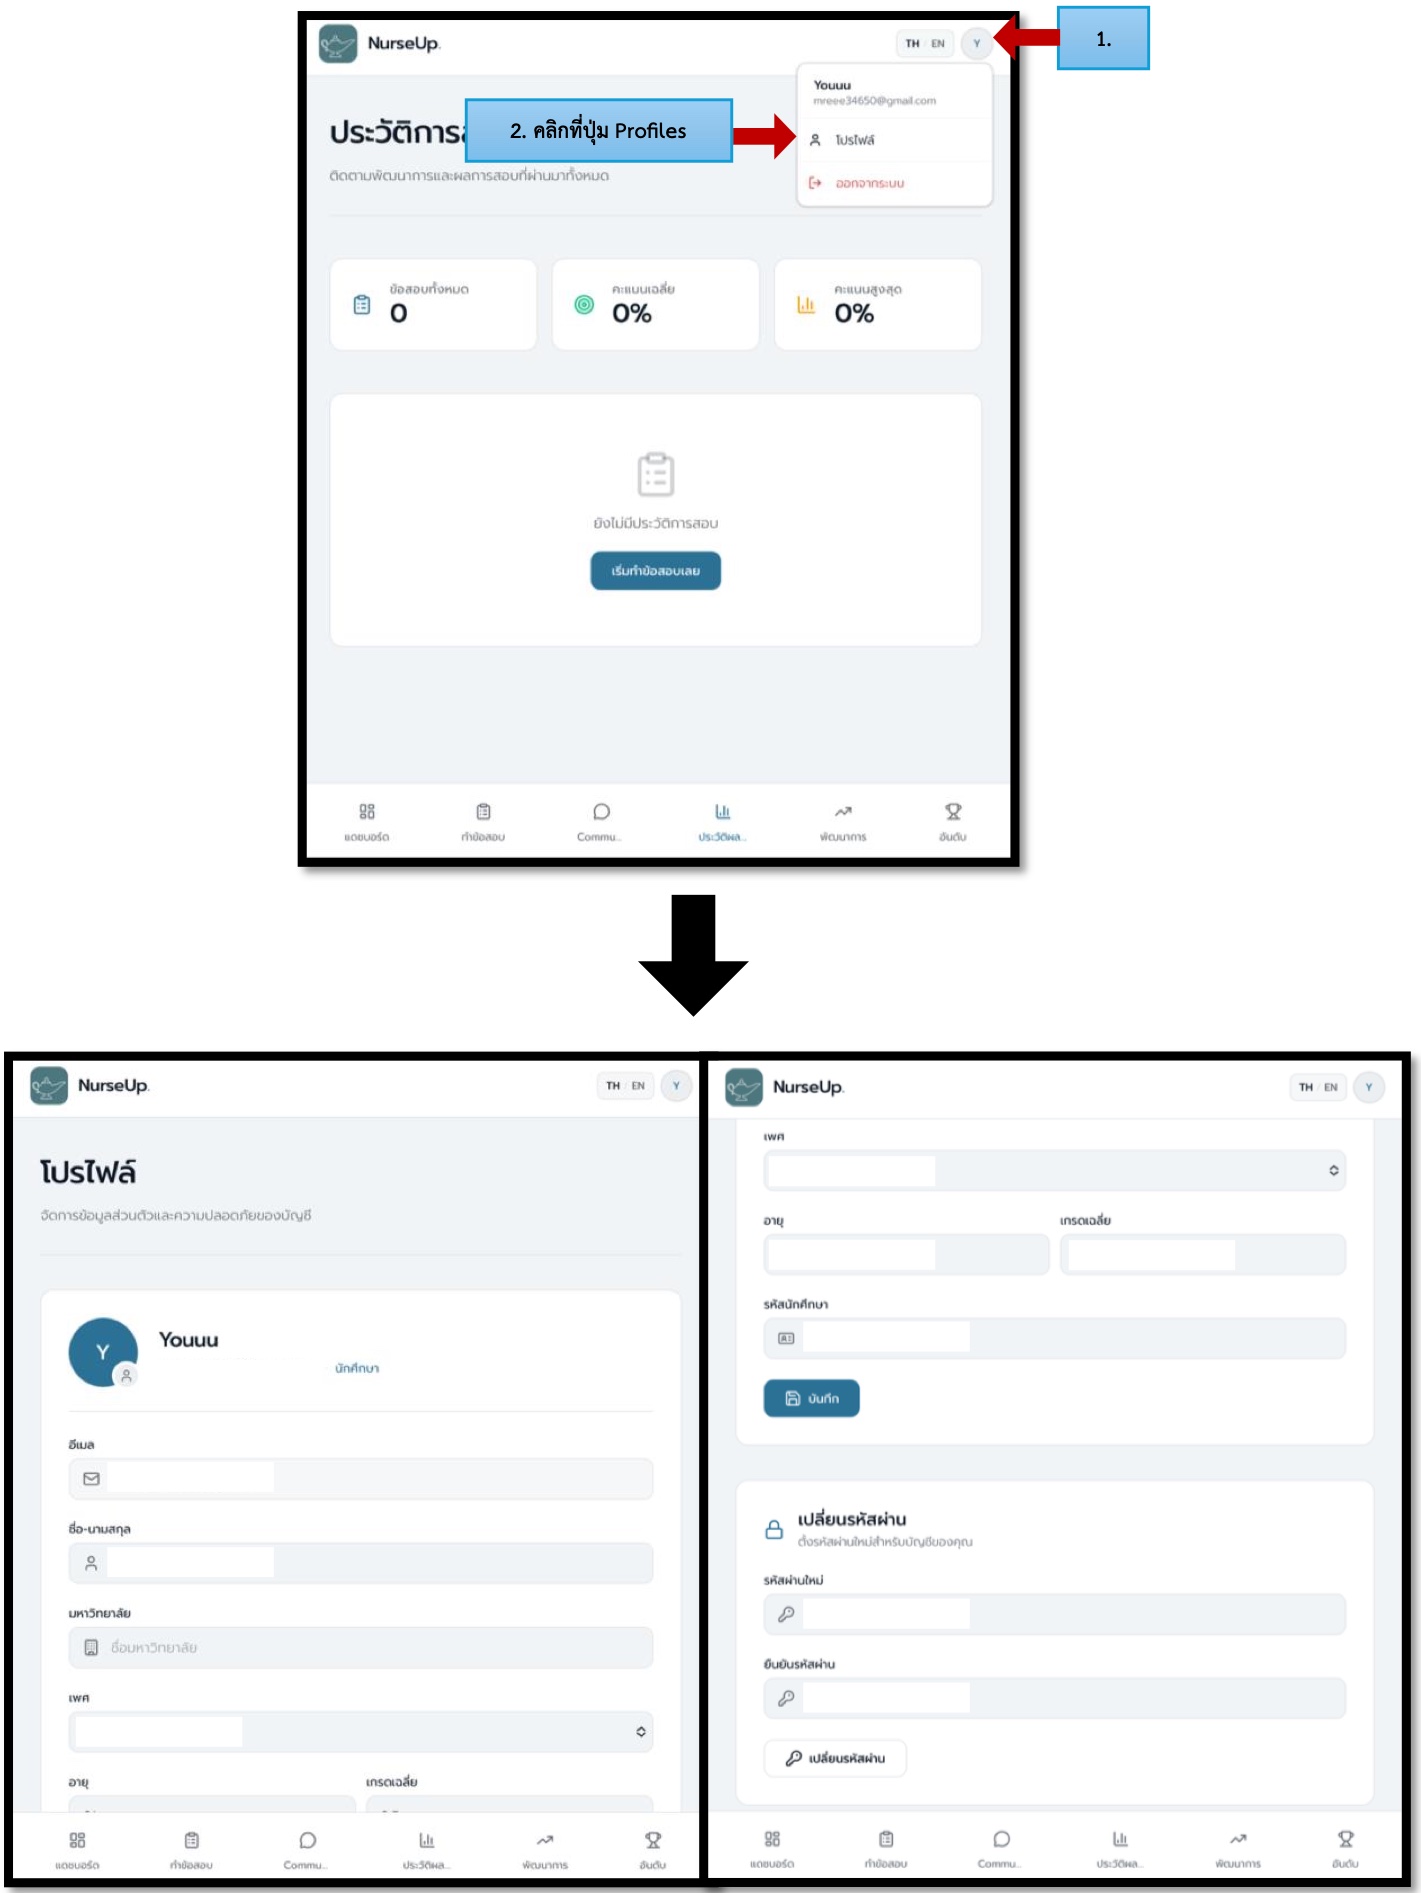 NurseUp.
TH / EN
Y
1.
Youuu
mreee34650@gmail.com
2. คลิกที่ปุ่ม Profiles
โปรไฟล์
ออกจากระบบ
ติดตามพัฒนาการและผลการสอบที่ผ่านมาทั้งหมด
ข้อสอบทั้งหมด
0
คะแนนเฉลี่ย
0%
คะแนนสูงสุด
0%
ยังไม่มีประวัติการสอบ
เริ่มทำข้อสอบเลย
แดชบอร์ด ทำข้อสอบ Commu... ประวัติผล... พัฒนาการ อันดับ
NurseUp.
TH / EN
Y
โปรไฟล์
จัดการข้อมูลส่วนตัวและความปลอดภัยของบัญชี
Y
Youuu
นักศึกษา
อีเมล
ชื่อ-นามสกุล
มหาวิทยาลัย
ชื่อมหาวิทยาลัย
เพศ
อายุ เกรดเฉลี่ย
แดชบอร์ด ทำข้อสอบ Commu... ประวัติผล... พัฒนาการ อันดับ
NurseUp.
TH / EN
Y
เพศ
อายุ เกรดเฉลี่ย
รหัสนักศึกษา
บันทึก
เปลี่ยนรหัสผ่าน
ตั้งรหัสผ่านใหม่สำหรับบัญชีของคุณ
รหัสผ่านใหม่
ยืนยันรหัสผ่าน
เปลี่ยนรหัสผ่าน
แดชบอร์ด ทำข้อสอบ Commu... ประวัติผล... พัฒนาการ อันดับ